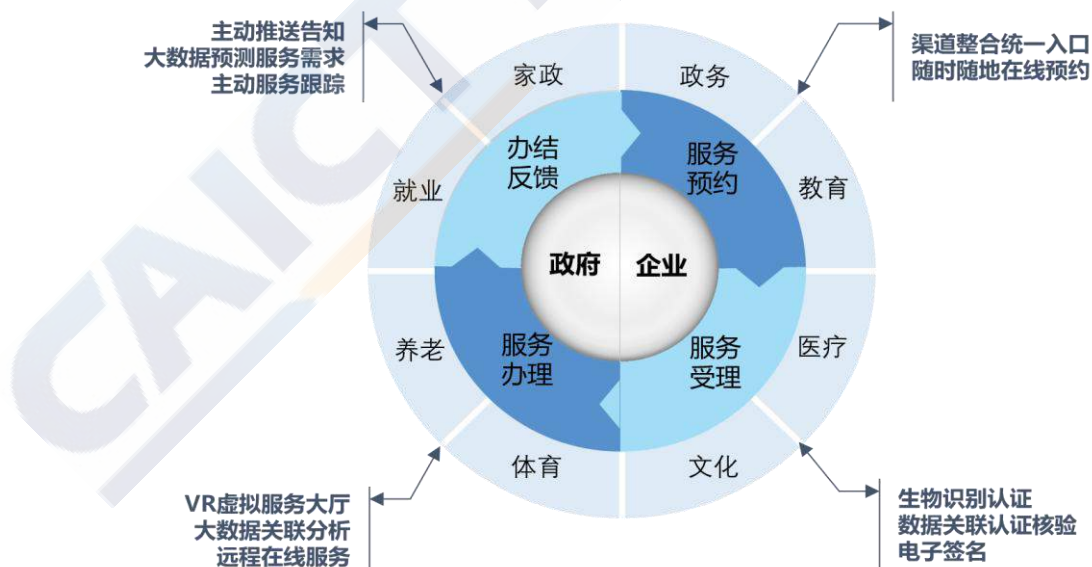 主动推送告知
大数据预测服务需求
主动服务跟踪
渠道整合统一入口
随时随地在线预约
家政
政务
办结
反馈
服务
预约
就业
教育
政府
企业
养老
医疗
服务
办理
服务
受理
体育
文化
VR虚拟服务大厅
大数据关联分析
远程在线服务
生物识别认证
数据关联认证核验
电子签名
CAICT